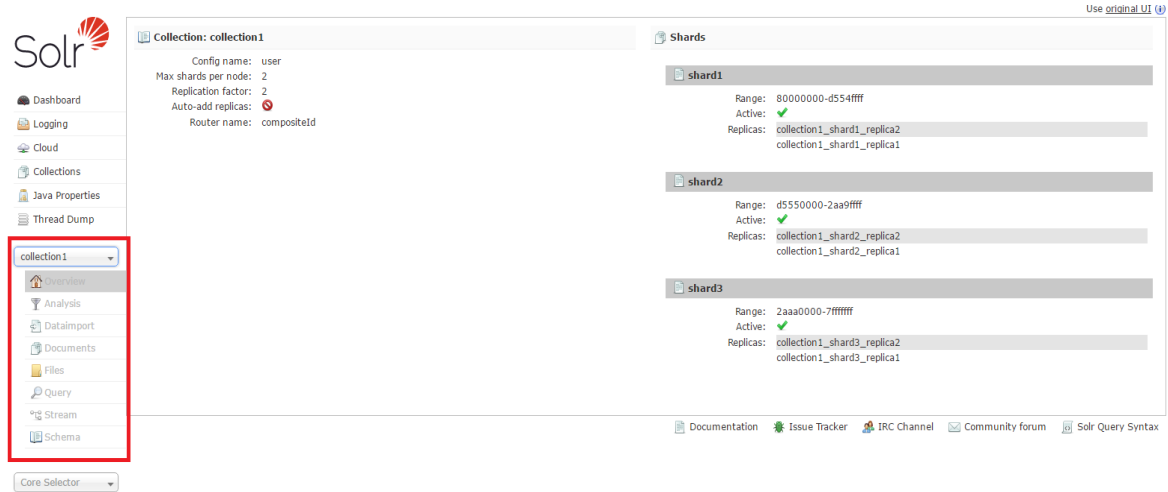 Use original UI (i)
Solr
Dashboard
Logging
Cloud
Collections
Java Properties
Thread Dump
collection1
Overview
Analysis
Dataimport
Documents
Files
Query
Stream
Schema
Core Selector
Collection: collection1
Config name: user
Max shards per node: 2
Replication factor: 2
Auto-add replicas:
Router name: compositeId
Shards
shard1
Range: 80000000-d554ffff
Active:
Replicas: collection1_shard1_replica2
collection1_shard1_replica1
shard2
Range: d5550000-2aa9ffff
Active:
Replicas: collection1_shard2_replica2
collection1_shard2_replica1
shard3
Range: 2aaa0000-7fffffff
Active:
Replicas: collection1_shard3_replica2
collection1_shard3_replica1
Documentation Issue Tracker IRC Channel Community forum Solr Query Syntax